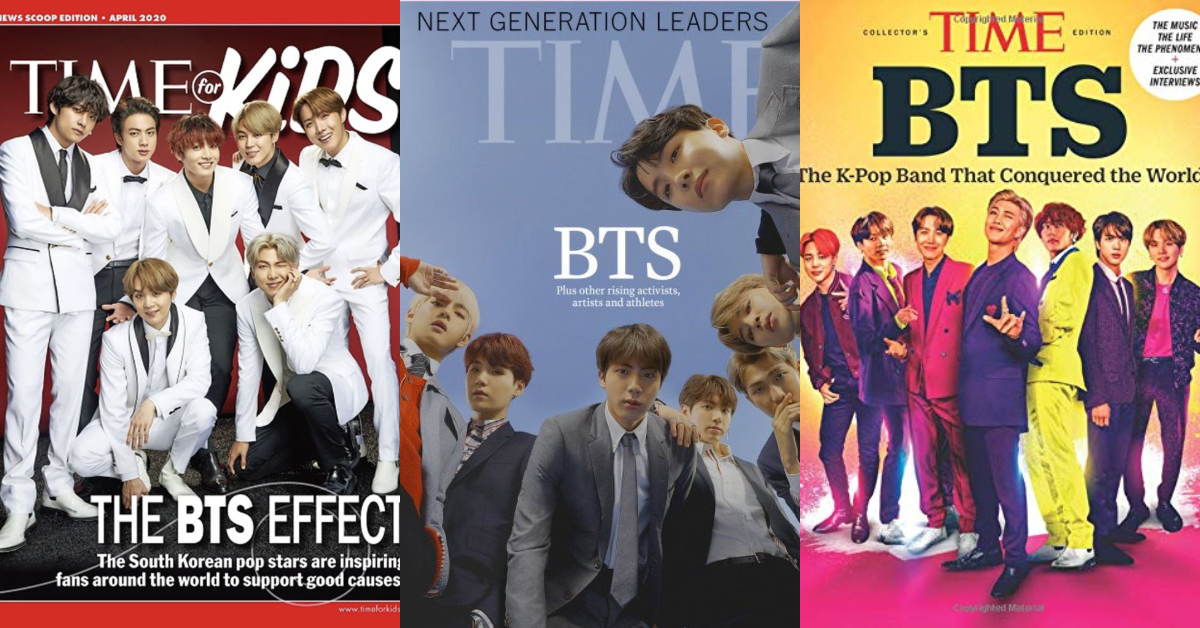 NEWS SCOOP EDITION • APRIL 2020
TIME for KiDS
THE BTS EFFECT
The South Korean pop stars are inspiring
fans around the world to support good causes
www.timeforkids
NEXT GENERATION LEADERS
TIME
BTS
Plus other rising activists,
artists and athletes
Copyrighted Material
COLLECTOR'S TIME EDITION
THE MUSIC
THE LIFE
THE PHENOMEN
+
EXCLUSIVE
INTERVIEWS
BTS
The K-Pop Band That Conquered the World
Copyrighted Material